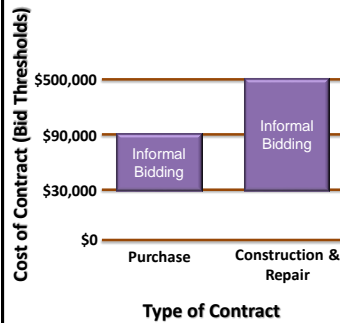 Cost of Contract (Bid Thresholds)
$500,000
$90,000
$30,000
$0
Informal
Bidding
Informal
Bidding
Purchase
Construction &
Repair
Type of Contract